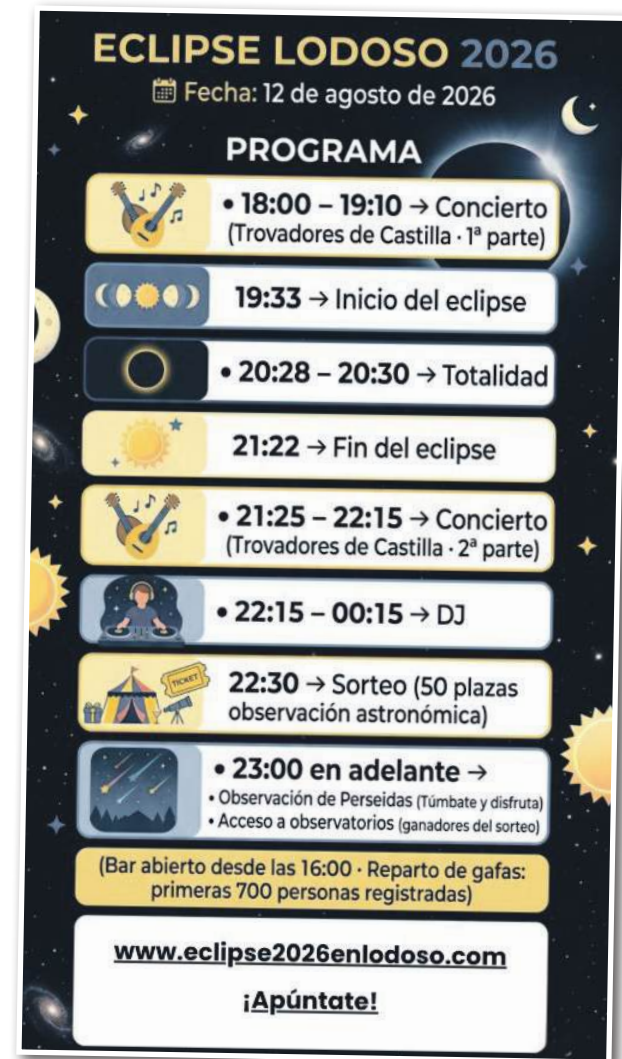 ECLIPSE LODOSO 2026
Fecha: 12 de agosto de 2026
PROGRAMA
• 18:00 – 19:10 → Concierto
(Trovadores de Castilla · 1ª parte)
19:33 → Inicio del eclipse
• 20:28 – 20:30 → Totalidad
21:22 → Fin del eclipse
• 21:25 – 22:15 → Concierto
(Trovadores de Castilla · 2ª parte)
• 22:15 – 00:15 → DJ
TICKET
22:30 → Sorteo (50 plazas
observación astronómica)
• 23:00 en adelante →
• Observación de Perseidas (Túmbate y disfruta)
• Acceso a observatorios (ganadores del sorteo)
(Bar abierto desde las 16:00 · Reparto de gafas:
primeras 700 personas registradas)
www.eclipse2026enlodoso.com
¡Apúntate!